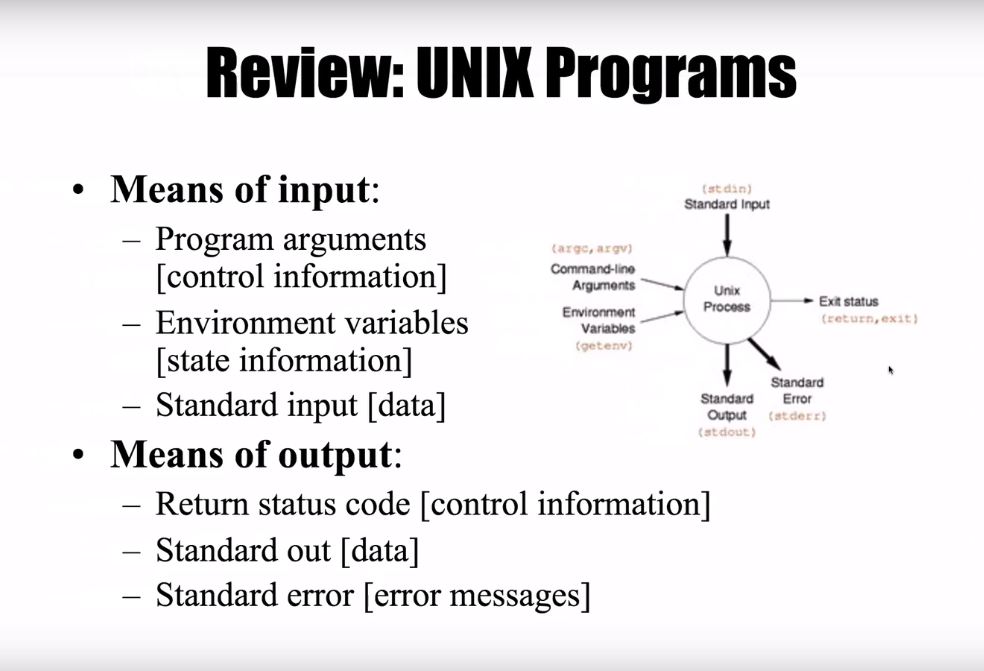 Review: UNIX Programs
• Means of input:
– Program arguments
[control information]
– Environment variables
[state information]
– Standard input [data]
• Means of output:
– Return status code [control information]
– Standard out [data]
– Standard error [error messages]
(stdin)
Standard Input
(argc, argv)
Command-line
Arguments
Environment
Variables
(getenv)
Unix
Process
Exit status
(return, exit)
Standard
Output
(stdout)
Standard
Error
(stderr)